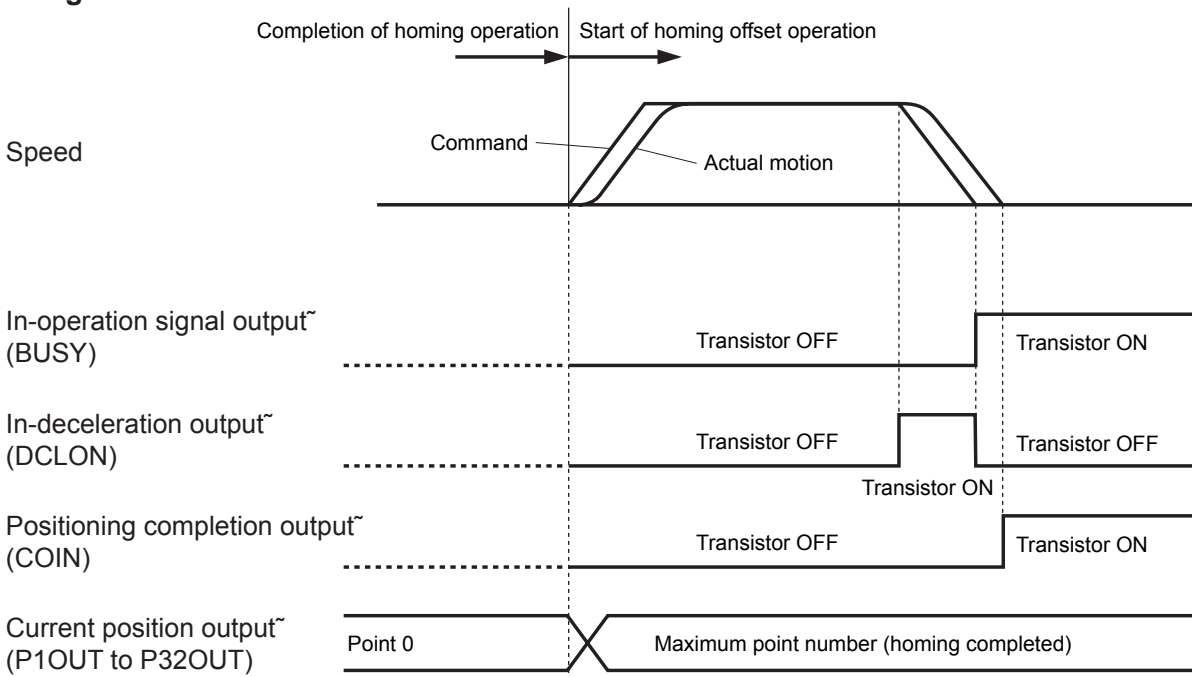 Completion of homing operation
Start of homing offset operation
Speed
Command
Actual motion
In-operation signal output˜
(BUSY)
Transistor OFF
Transistor ON
In-deceleration output˜
(DCLON)
Transistor OFF
Transistor OFF
Transistor ON
Positioning completion output˜
(COIN)
Transistor OFF
Transistor ON
Current position output˜
(P1OUT to P32OUT)
Point 0
Maximum point number (homing completed)